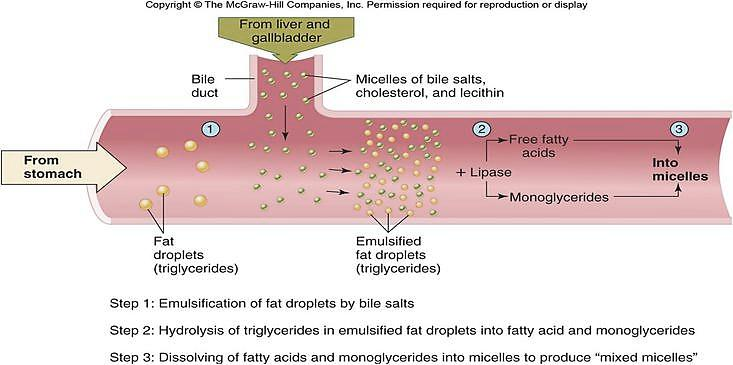 Copyright © The McGraw-Hill Companies, Inc. Permission required for reproduction or display
From liver and
gallbladder
Bile
duct
Micelles of bile salts,
cholesterol, and lecithin
1
2
3
Free fatty
acids
From
stomach
+ Lipase
Into
micelles
Monoglycerides
Fat
droplets
(triglycerides)
Emulsified
fat droplets
(triglycerides)
Step 1: Emulsification of fat droplets by bile salts
Step 2: Hydrolysis of triglycerides in emulsified fat droplets into fatty acid and monoglycerides
Step 3: Dissolving of fatty acids and monoglycerides into micelles to produce “mixed micelles”